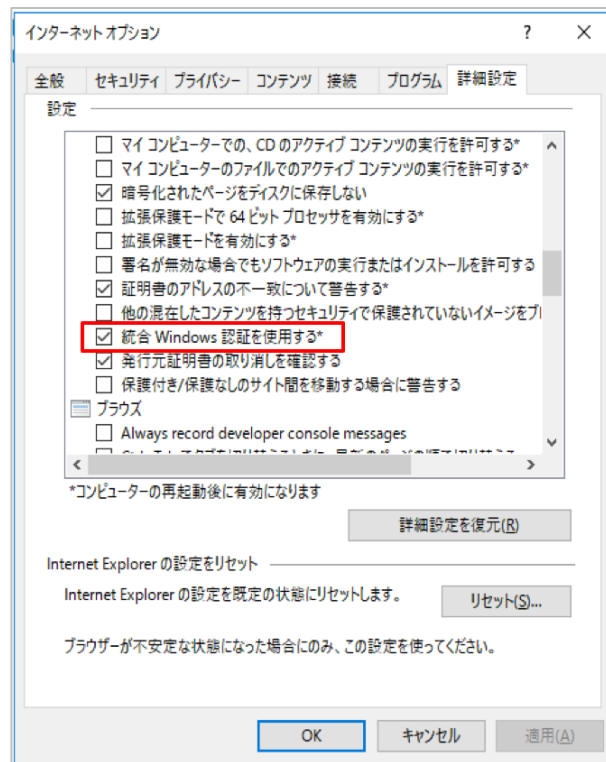 インターネット オプション ? ×
全般 セキュリティ プライバシー コンテンツ 接続 プログラム 詳細設定
設定
マイ コンピューターでの、CD のアクティブ コンテンツの実行を許可する*
マイ コンピューターのファイルでのアクティブ コンテンツの実行を許可する*
暗号化されたページをディスクに保存しない
拡張保護モードで 64 ビット プロセッサを有効にする*
拡張保護モードを有効にする*
署名が無効な場合でもソフトウェアの実行またはインストールを許可する
証明書のアドレスの不一致について警告する*
他の混在したコンテンツを持つセキュリティで保護されていないイメージをブ
統合 Windows 認証を使用する*
発行元証明書の取り消しを確認する
保護付き/保護なしのサイト間を移動する場合に警告する
ブラウズ
Always record developer console messages
*コンピューターの再起動後に有効になります
詳細設定を復元(R)
Internet Explorer の設定をリセット
Internet Explorer の設定を既定の状態にリセットします。
リセット(S)...
ブラウザーが不安定な状態になった場合にのみ、この設定を使ってください。
OK キャンセル 適用(A)